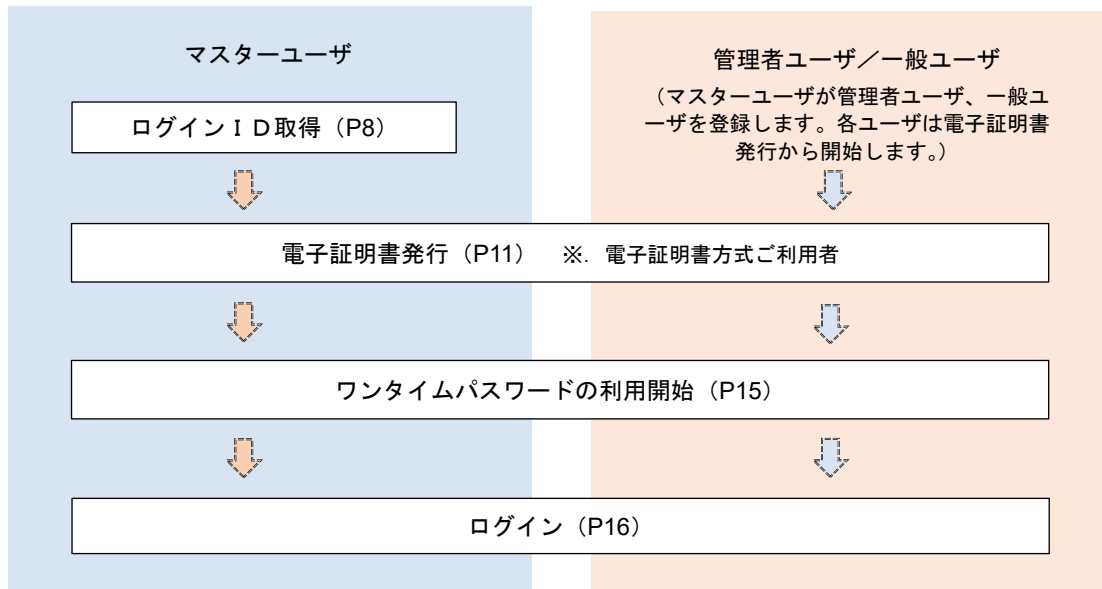 マスターユーザ
ログインＩＤ取得（P8）
管理者ユーザ／一般ユーザ
（マスターユーザが管理者ユーザ、一般ユ
ーザを登録します。各ユーザは電子証明書
発行から開始します。）
電子証明書発行（P11）　※. 電子証明書方式ご利用者
ワンタイムパスワードの利用開始（P15）
ログイン（P16）